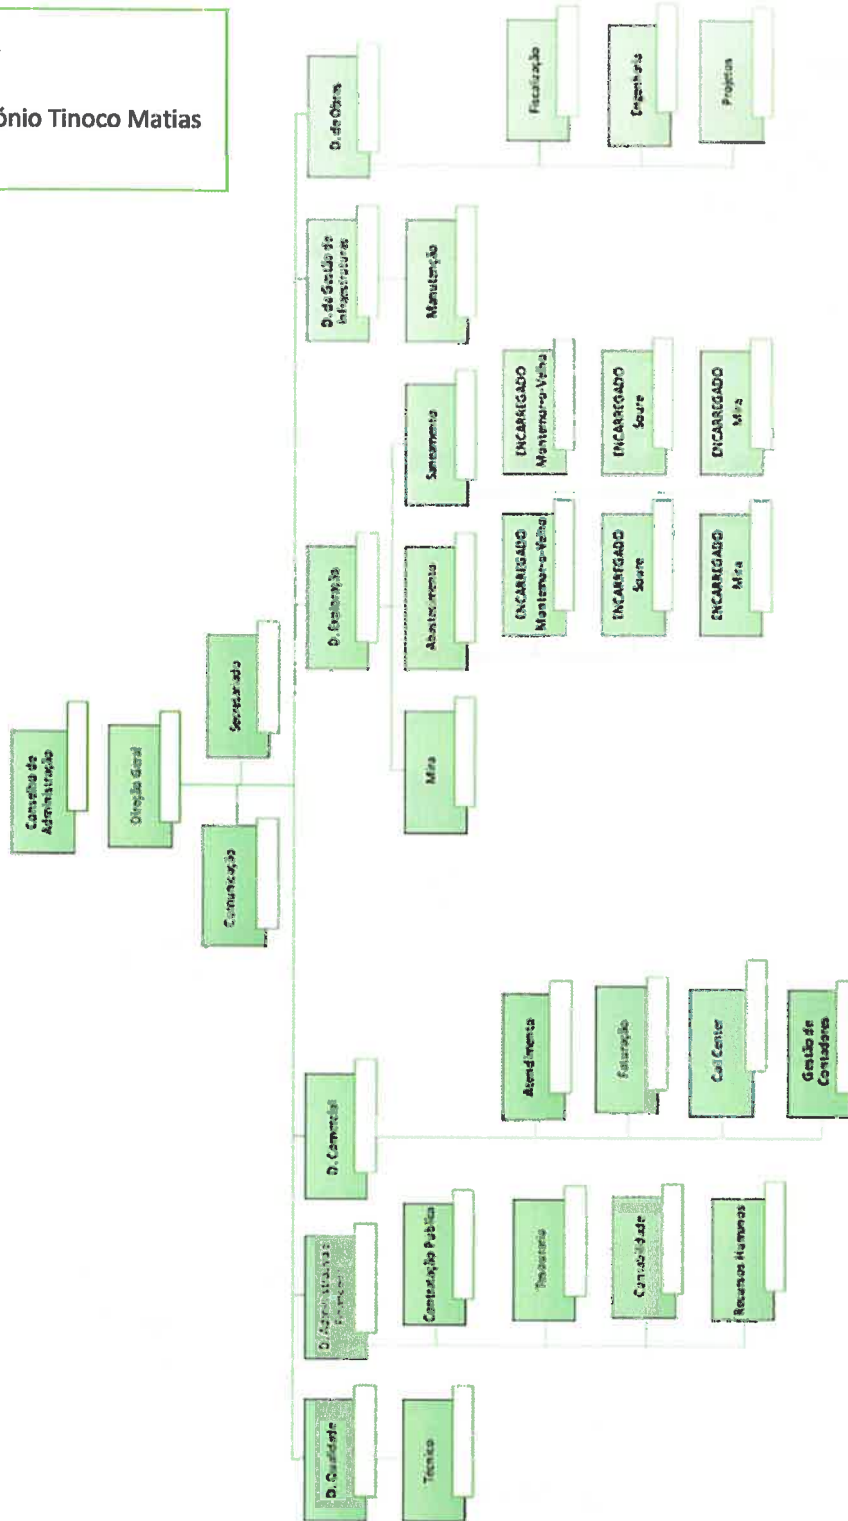 ónio Tinoco Matias
Conselho de
Administração
Direção Geral
Comunicação
Secretariado
D. Qualidade
D. Administrativa e
Financeira
D. Comercial
D. Exploração
D. de Gestão de
Infraestruturas
D. de Obras
Técnico
Contratação Publica
Tesouraria
Contabilidade
Recursos Humanos
Atendimento
Faturação
Call Center
Gestão de
Contadores
Mira
Abastecimento
Saneamento
ENCARREGADO
Montemor-o-Velho
ENCARREGADO
Soure
ENCARREGADO
Mira
ENCARREGADO
Montemor-o-Velho
ENCARREGADO
Soure
ENCARREGADO
Mira
Manutenção
Fiscalização
Engenharia
Projetos